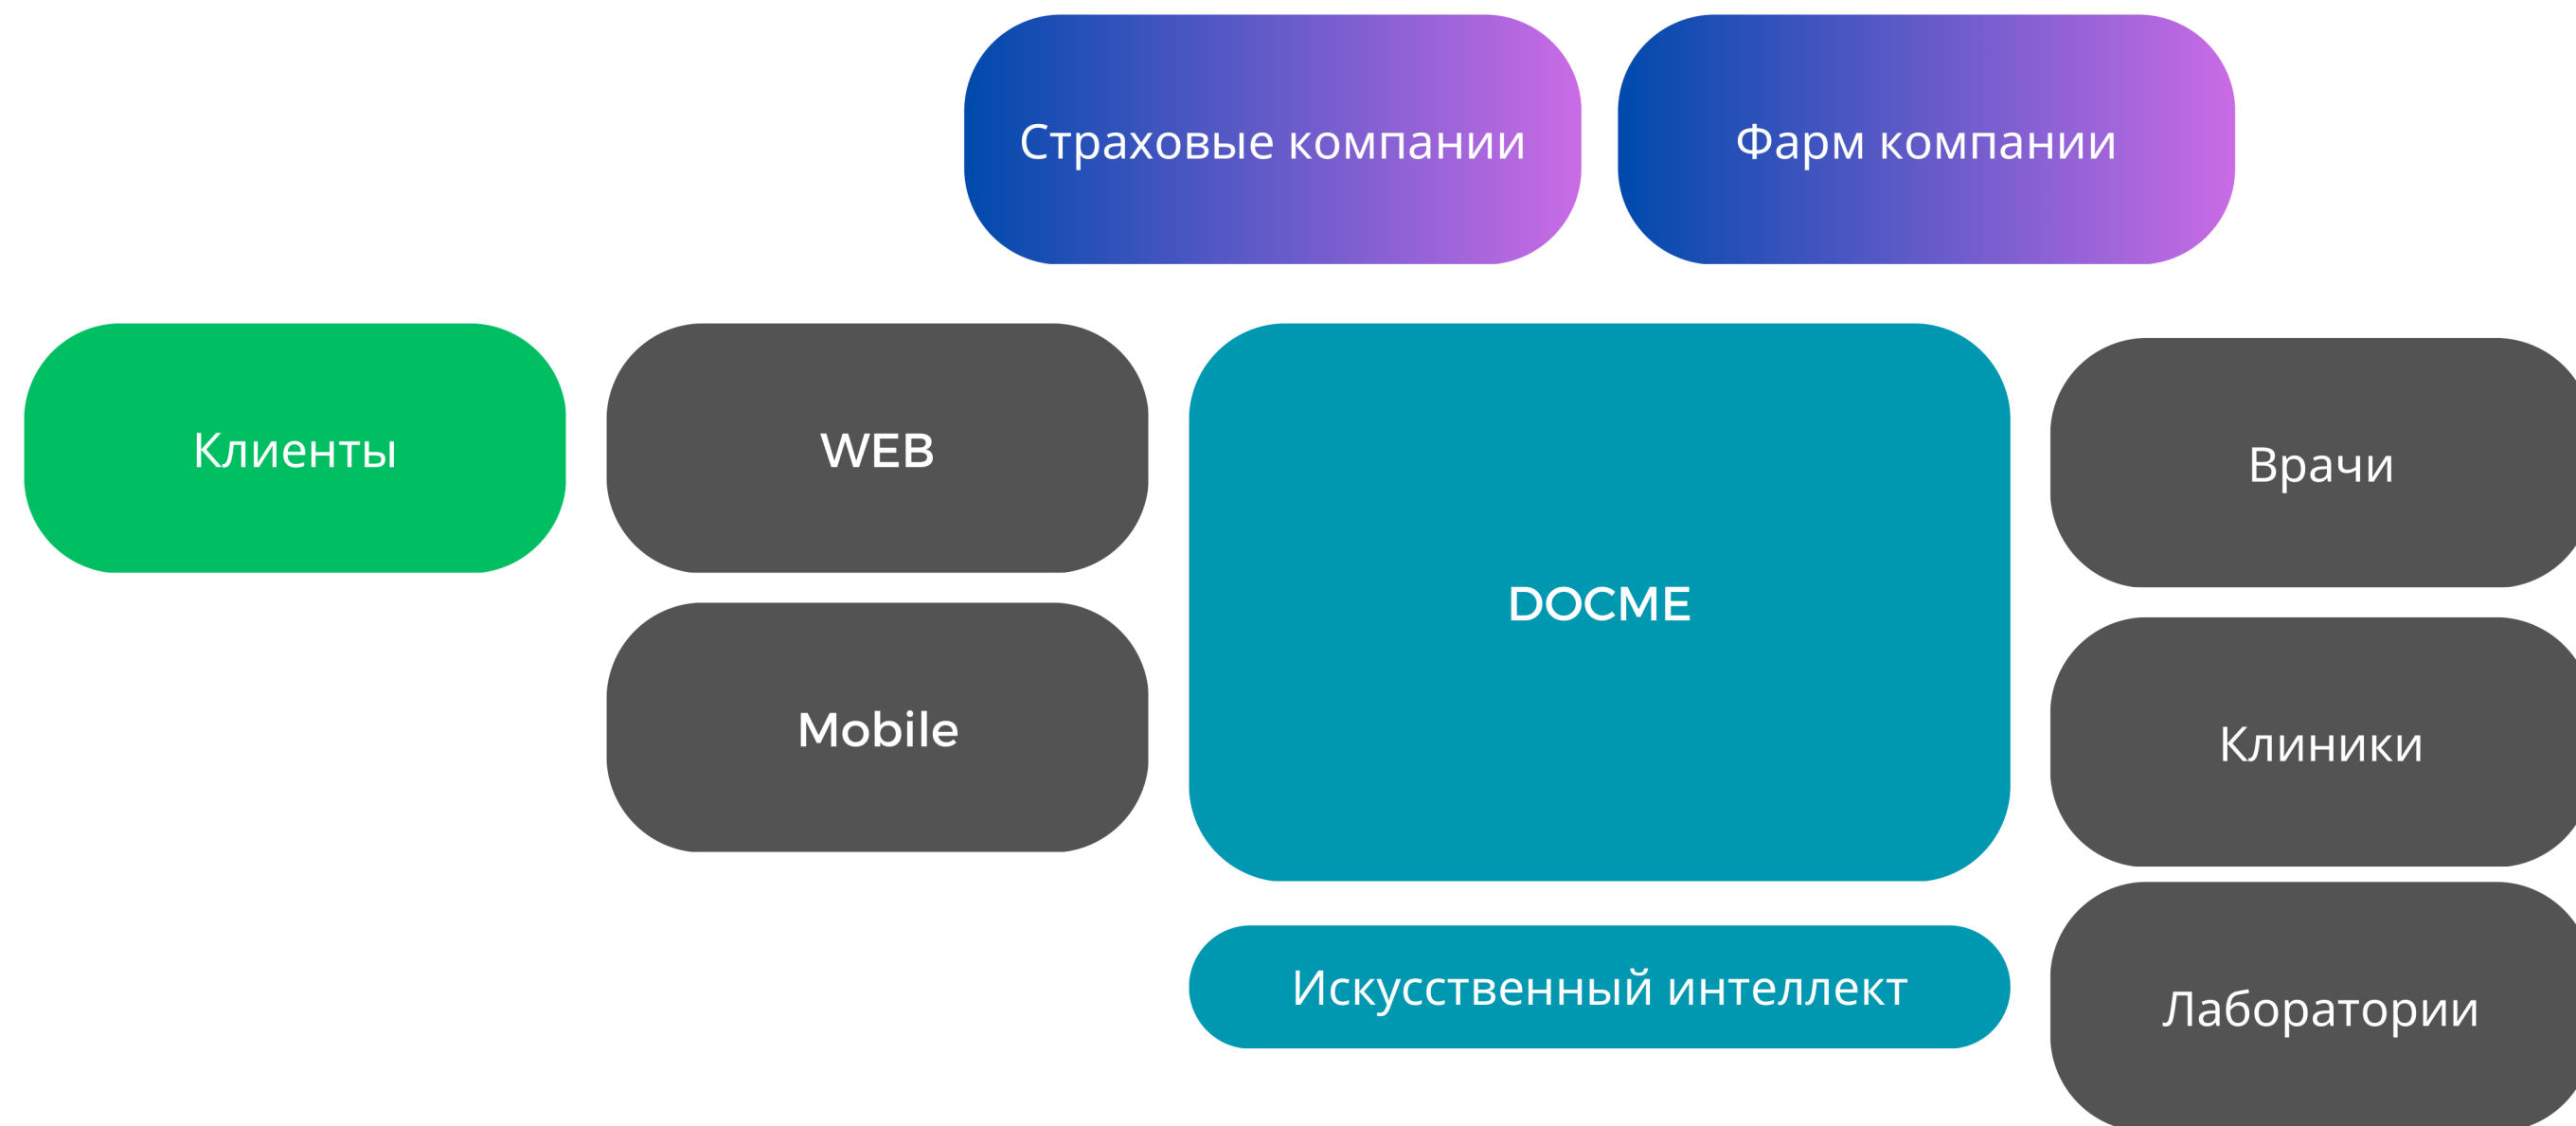 Страховые компании
Фарм компании
Клиенты
WEB
Врачи
DOCME
Mobile
Клиники
Искусственный интеллект
Лаборатории